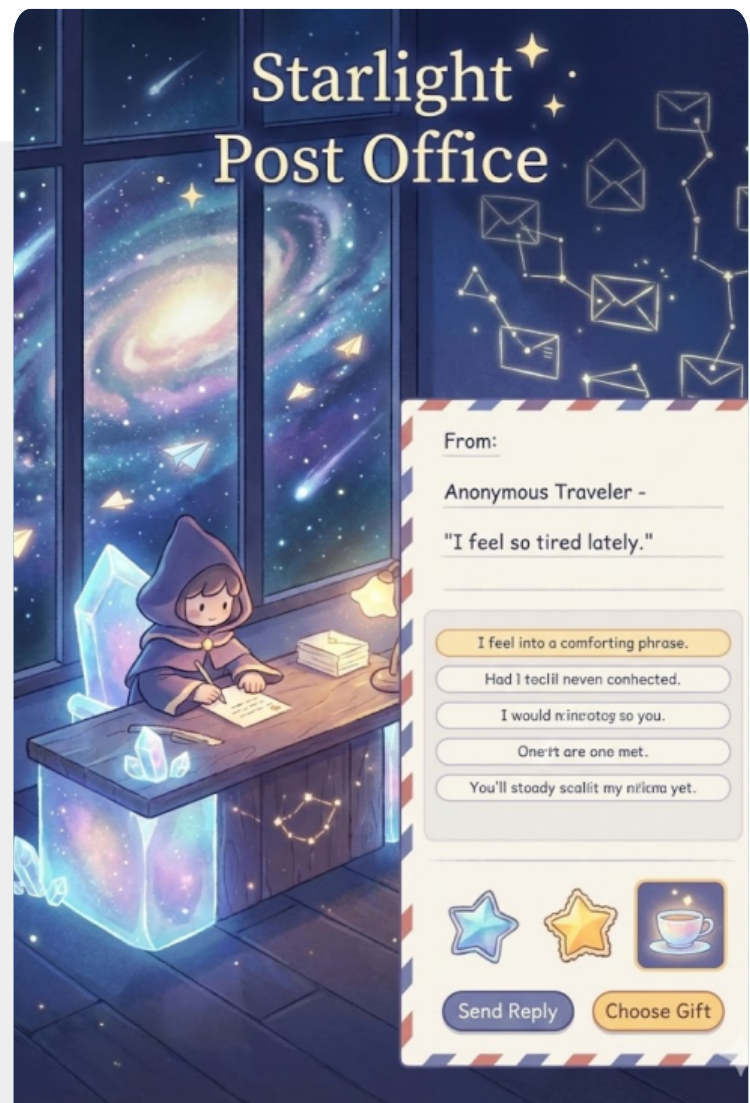 Starlight
Post Office
From:
Anonymous Traveler -
"I feel so tired lately."
I feel into a comforting phrase.
Had I neven conhected.
I would so you.
are one met.
You'll stoady my yet.
Send Reply
Choose Gift